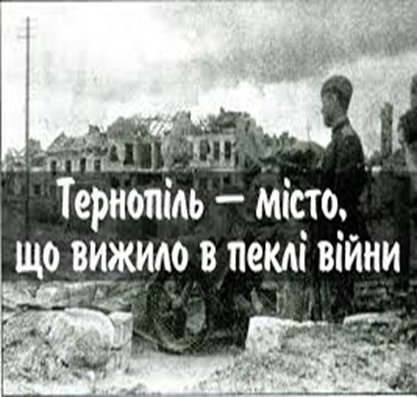 Тернопіль — місто,
що вижило в пеклі війни